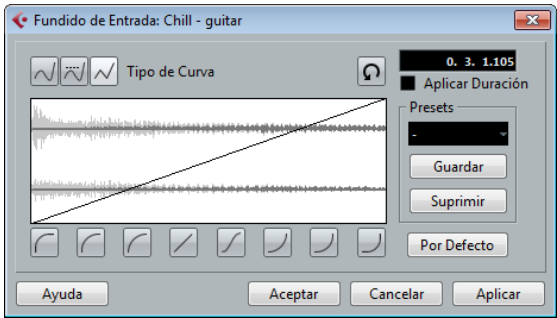 Fundido de Entrada: Chill - guitar
Tipo de Curva
0. 3. 1.105
Aplicar Duración
Presets
-
Guardar
Suprimir
Por Defecto
Ayuda
Aceptar
Cancelar
Aplicar